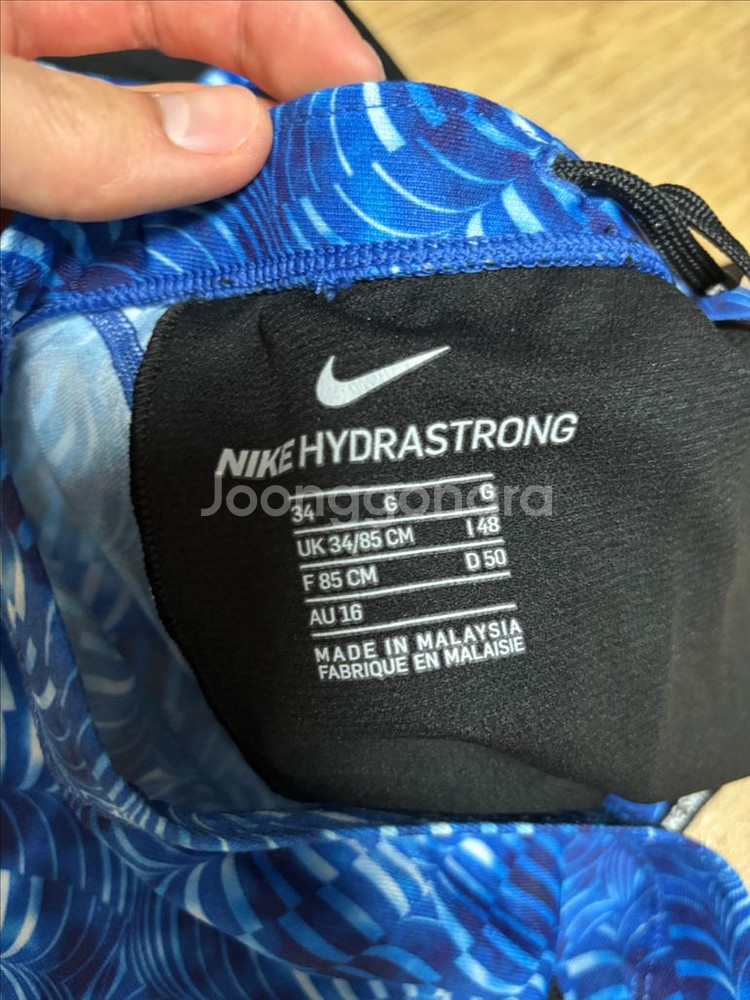 NIKE HYDRASTRONG
Joonggonara
34 G G
UK 34/85 CM I 48
F 85 CM D 50
AU 16
MADE IN MALAYSIA
FABRIQUE EN MALAISIE